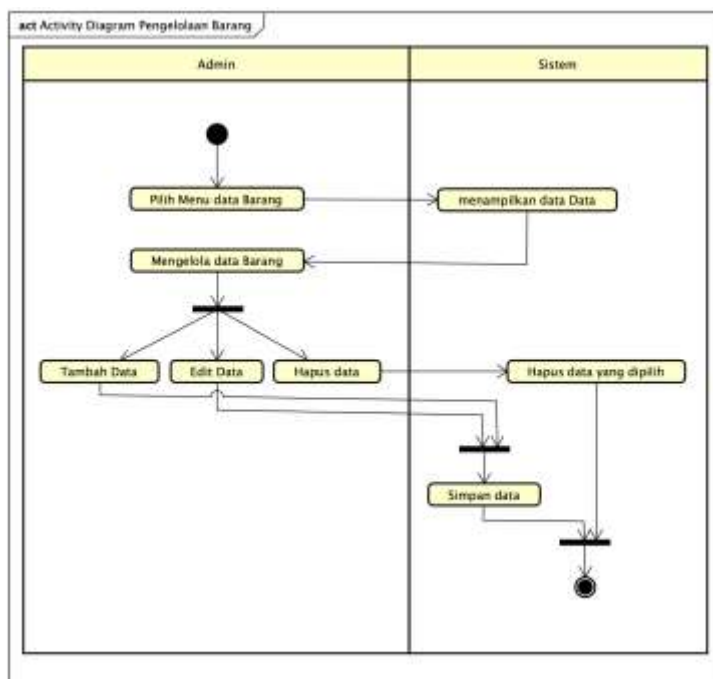 act Activity Diagram Pengelolaan Barang
Admin
Sistem
Pilih Menu data Barang
menampilkan data Data
Mengelola data Barang
Tambah Data
Edit Data
Hapus data
Hapus data yang dipilih
Simpan data